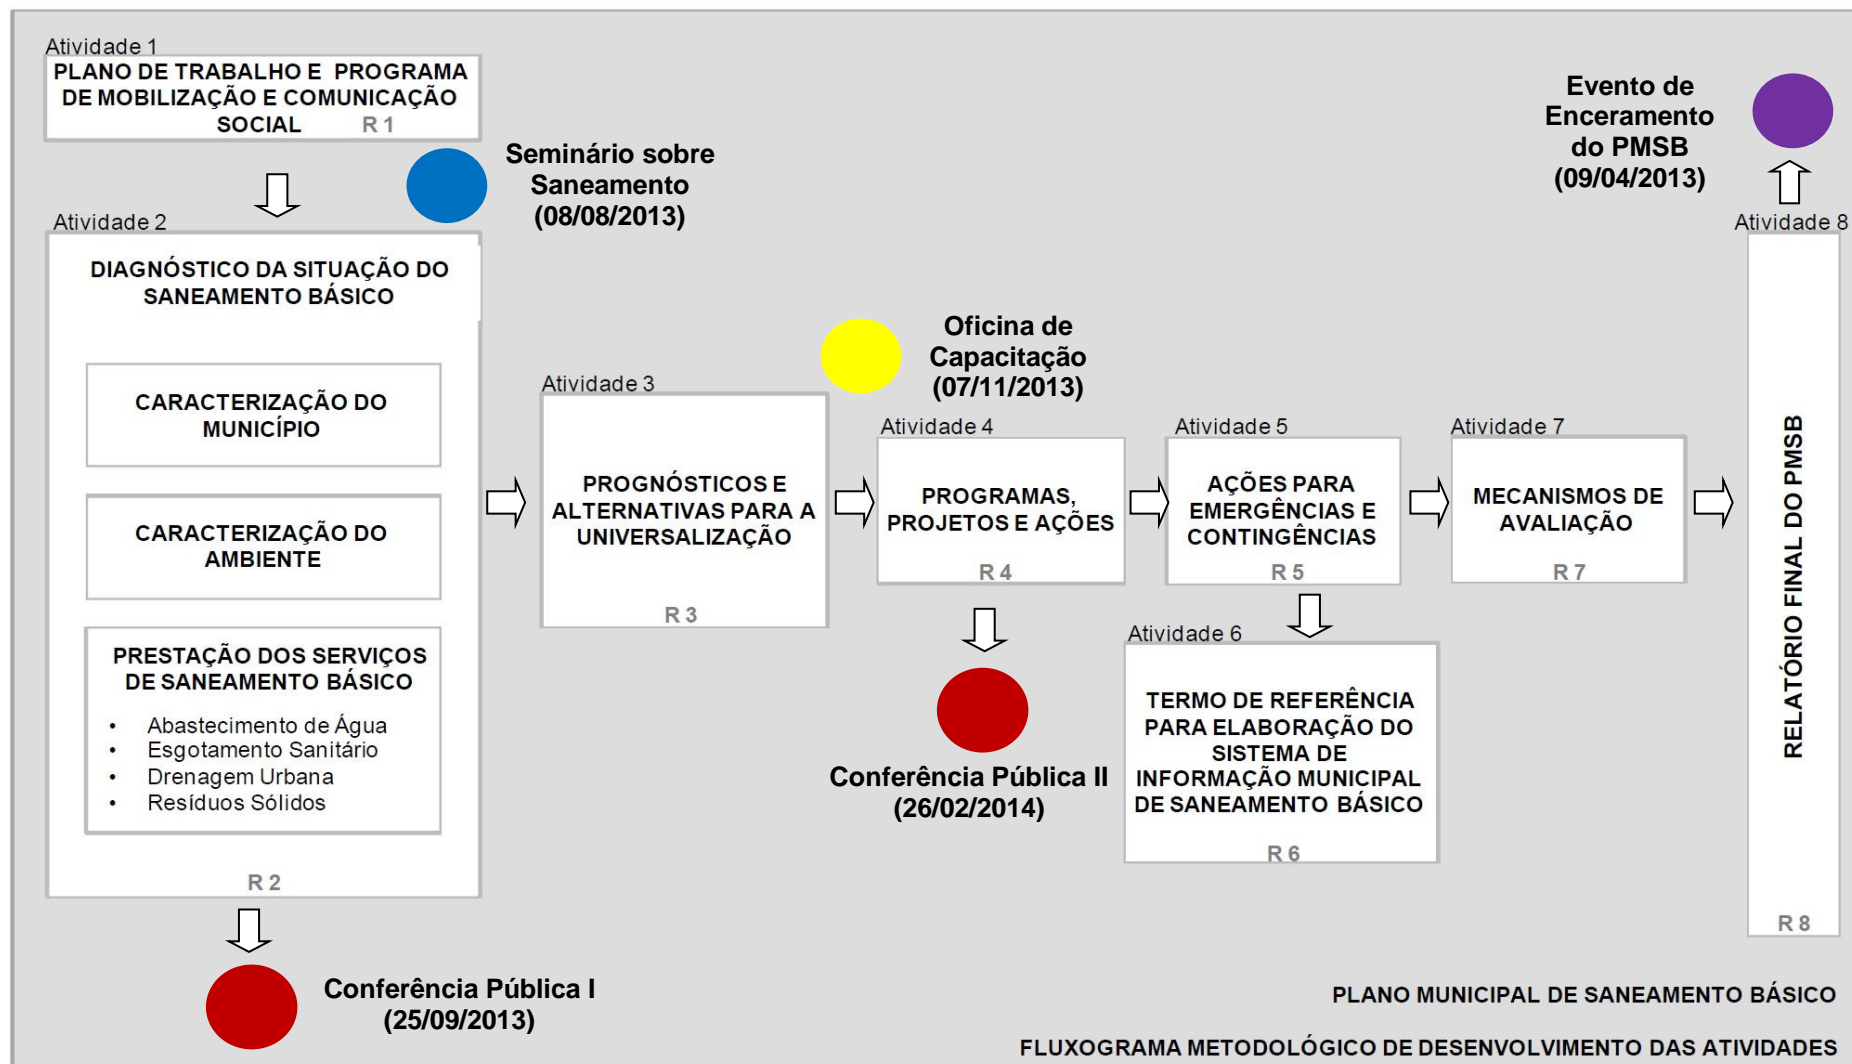 Atividade 1
PLANO DE TRABALHO E PROGRAMA
DE MOBILIZAÇÃO E COMUNICAÇÃO
SOCIAL R 1
Seminário sobre
Saneamento
(08/08/2013)
Atividade 2
DIAGNÓSTICO DA SITUAÇÃO DO
SANEAMENTO BÁSICO
CARACTERIZAÇÃO DO
MUNICÍPIO
CARACTERIZAÇÃO DO
AMBIENTE
PRESTAÇÃO DOS SERVIÇOS
DE SANEAMENTO BÁSICO
• Abastecimento de Água
• Esgotamento Sanitário
• Drenagem Urbana
• Resíduos Sólidos
R 2
Conferência Pública I
(25/09/2013)
Atividade 3
PROGNÓSTICOS E
ALTERNATIVAS PARA A
UNIVERSALIZAÇÃO
R 3
Oficina de
Capacitação
(07/11/2013)
Atividade 4
PROGRAMAS,
PROJETOS E AÇÕES
R 4
Conferência Pública II
(26/02/2014)
Atividade 5
AÇÕES PARA
EMERGÊNCIAS E
CONTINGÊNCIAS
R 5
Atividade 6
TERMO DE REFERÊNCIA
PARA ELABORAÇÃO DO
SISTEMA DE
INFORMAÇÃO MUNICIPAL
DE SANEAMENTO BÁSICO
R 6
Atividade 7
MECANISMOS DE
AVALIAÇÃO
R 7
Evento de
Enceramento
do PMSB
(09/04/2013)
Atividade 8
RELATÓRIO FINAL DO PMSB
R 8
PLANO MUNICIPAL DE SANEAMENTO BÁSICO
FLUXOGRAMA METODOLÓGICO DE DESENVOLVIMENTO DAS ATIVIDADES